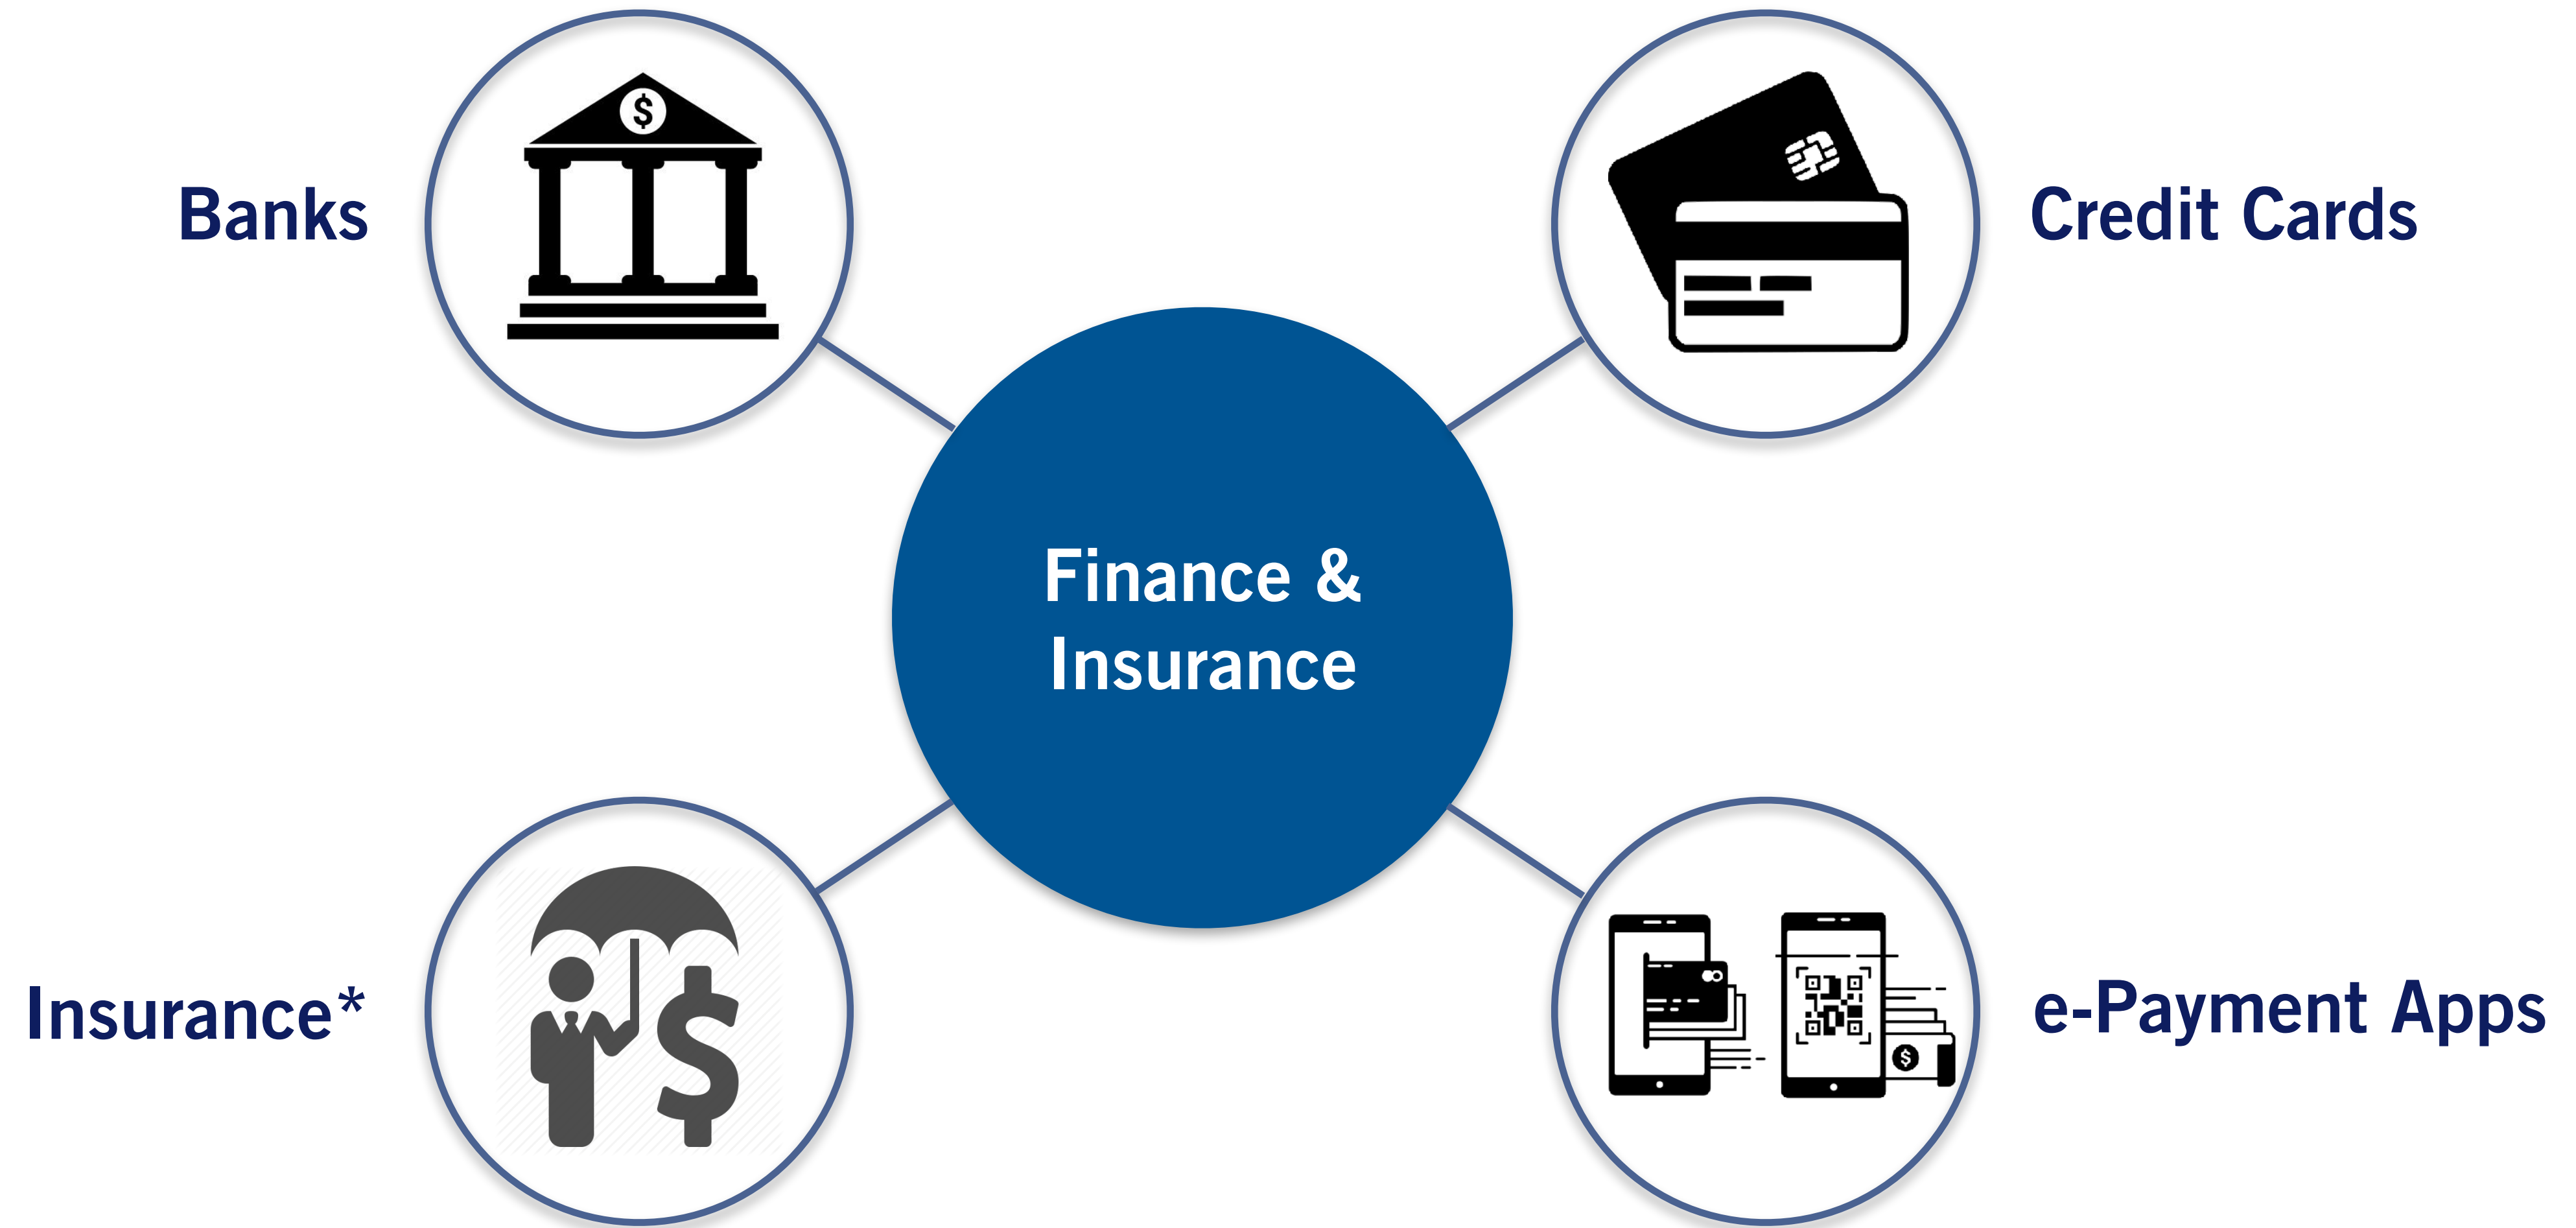 Banks
Credit Cards
Finance &
Insurance
Insurance*
e-Payment Apps